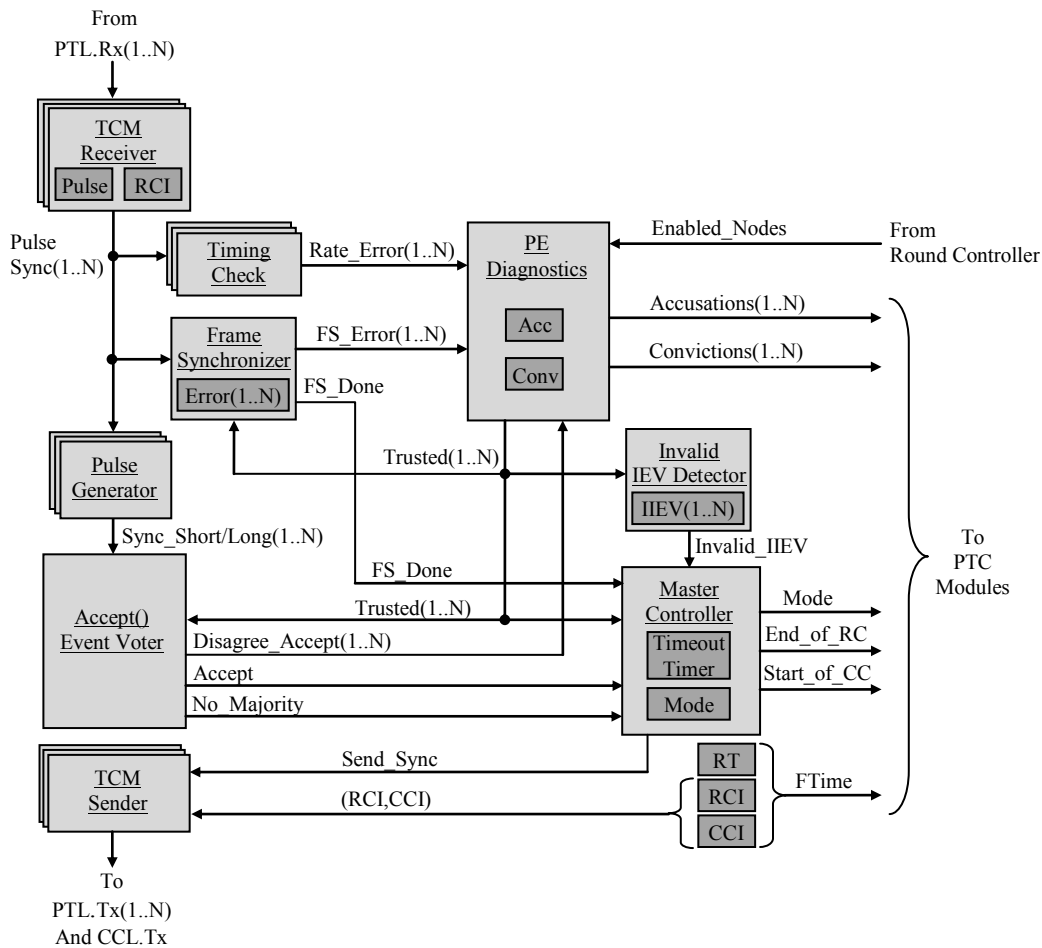 From
PTL.Rx(1..N)
TCM
Receiver
Pulse
RCI
Pulse
Sync(1..N)
Timing
Check
Rate_Error(1..N)
PE
Diagnostics
Acc
Conv
Enabled_Nodes
From
Round Controller
Accusations(1..N)
Convictions(1..N)
Frame
Synchronizer
Error(1..N)
FS_Error(1..N)
FS_Done
Trusted(1..N)
Invalid
IEV Detector
IIEV(1..N)
Invalid_IIEV
Pulse
Generator
Sync_Short/Long(1..N)
FS_Done
Trusted(1..N)
Accept()
Event Voter
Disagree_Accept(1..N)
Accept
No_Majority
Master
Controller
Timeout
Timer
Mode
Mode
End_of_RC
Start_of_CC
To
PTC
Modules
TCM
Sender
Send_Sync
(RCI,CCI)
RT
RCI
CCI
FTime
To
PTL.Tx(1..N)
And CCL.Tx